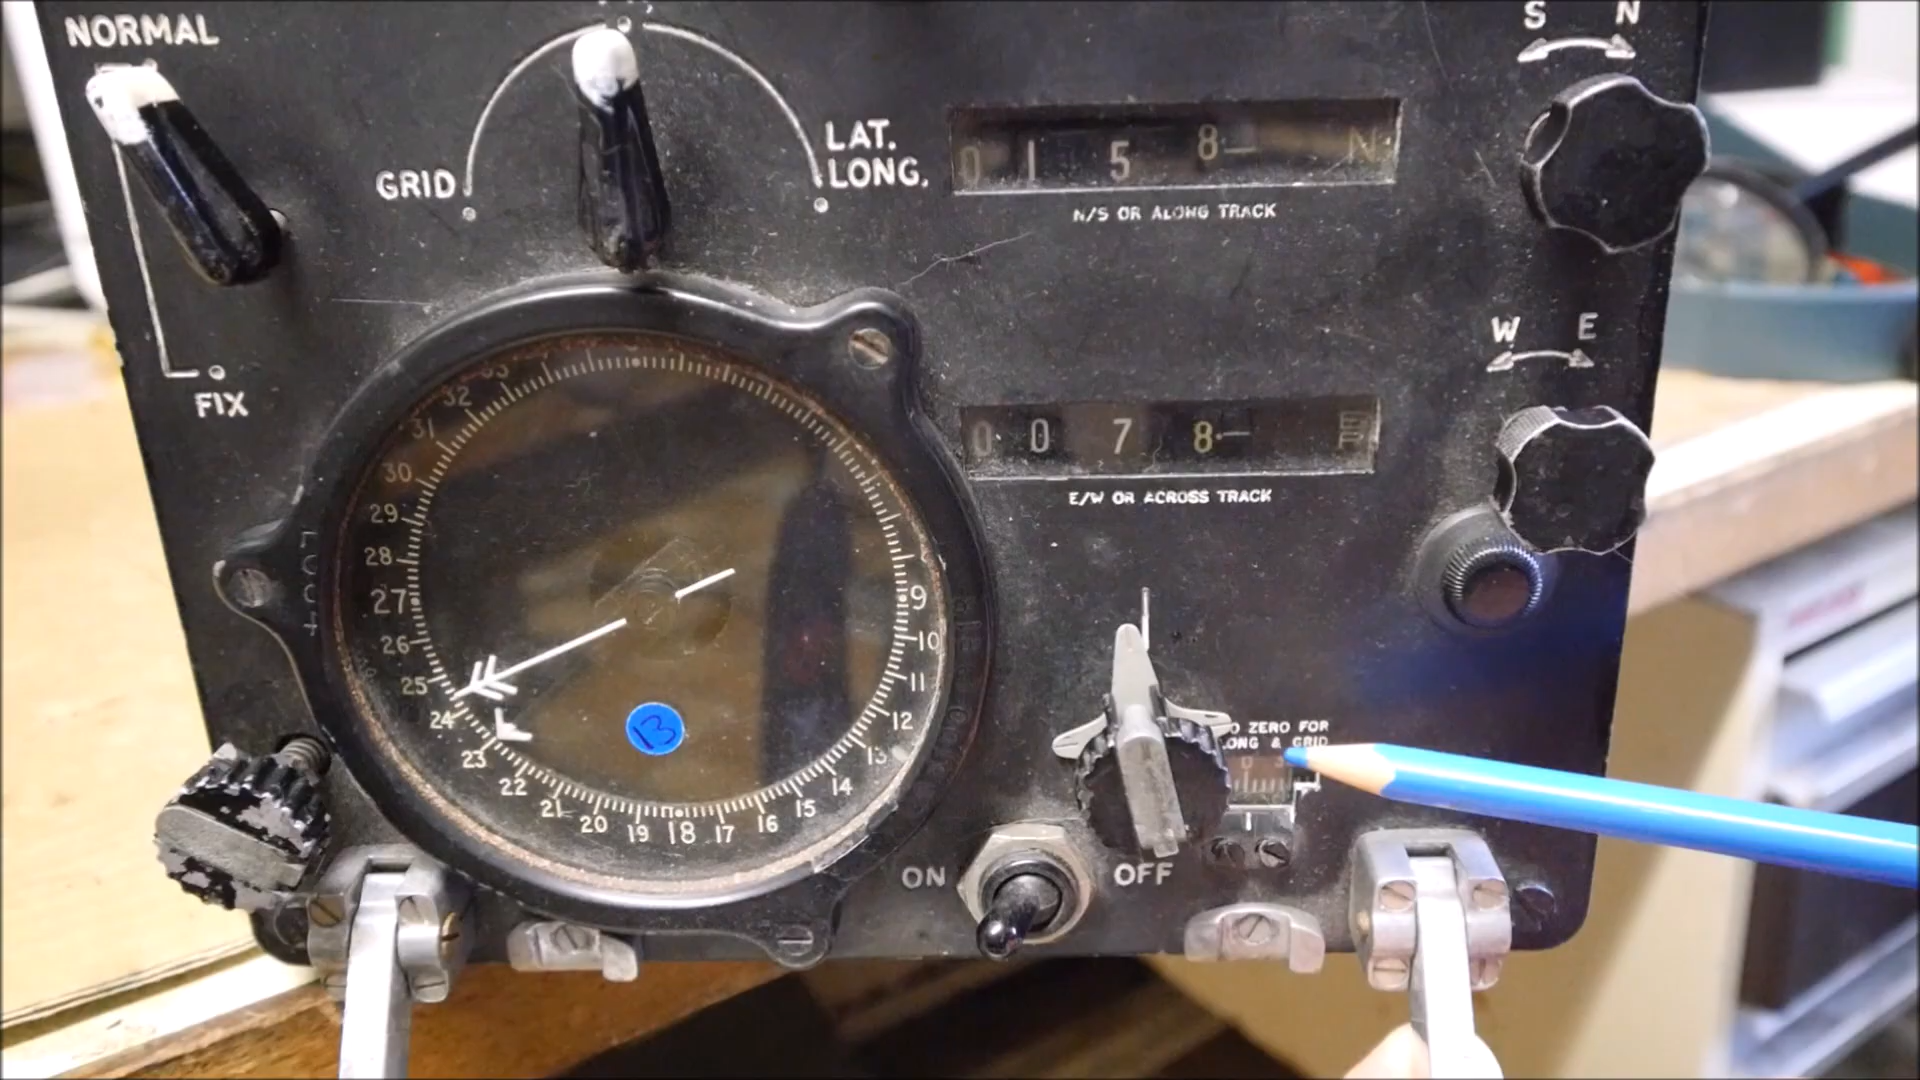 NORMAL
S N
GRID
LAT.
LONG.
0 1 5 8 N
N/S OR ALONG TRACK
W E
FIX
0 0 7 8
E/W OR ACROSS TRACK
33
32
31
30
29
28
27
26
25
24
23
22
21
20
19
18
17
16
15
14
13
12
11
10
9
13
ZERO FOR
LONG & GRID
0
ON
OFF